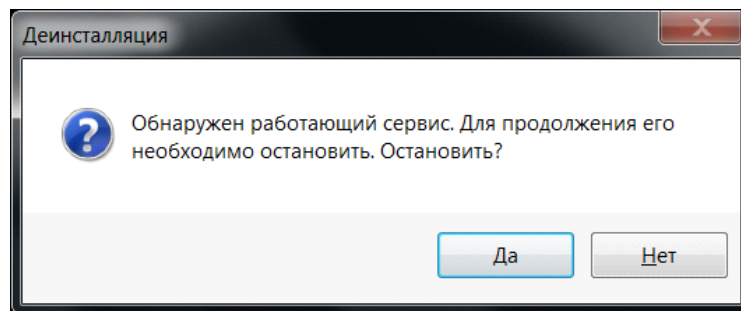 Деинсталляция
Обнаружен работающий сервис. Для продолжения его
необходимо остановить. Остановить?
Да
Нет